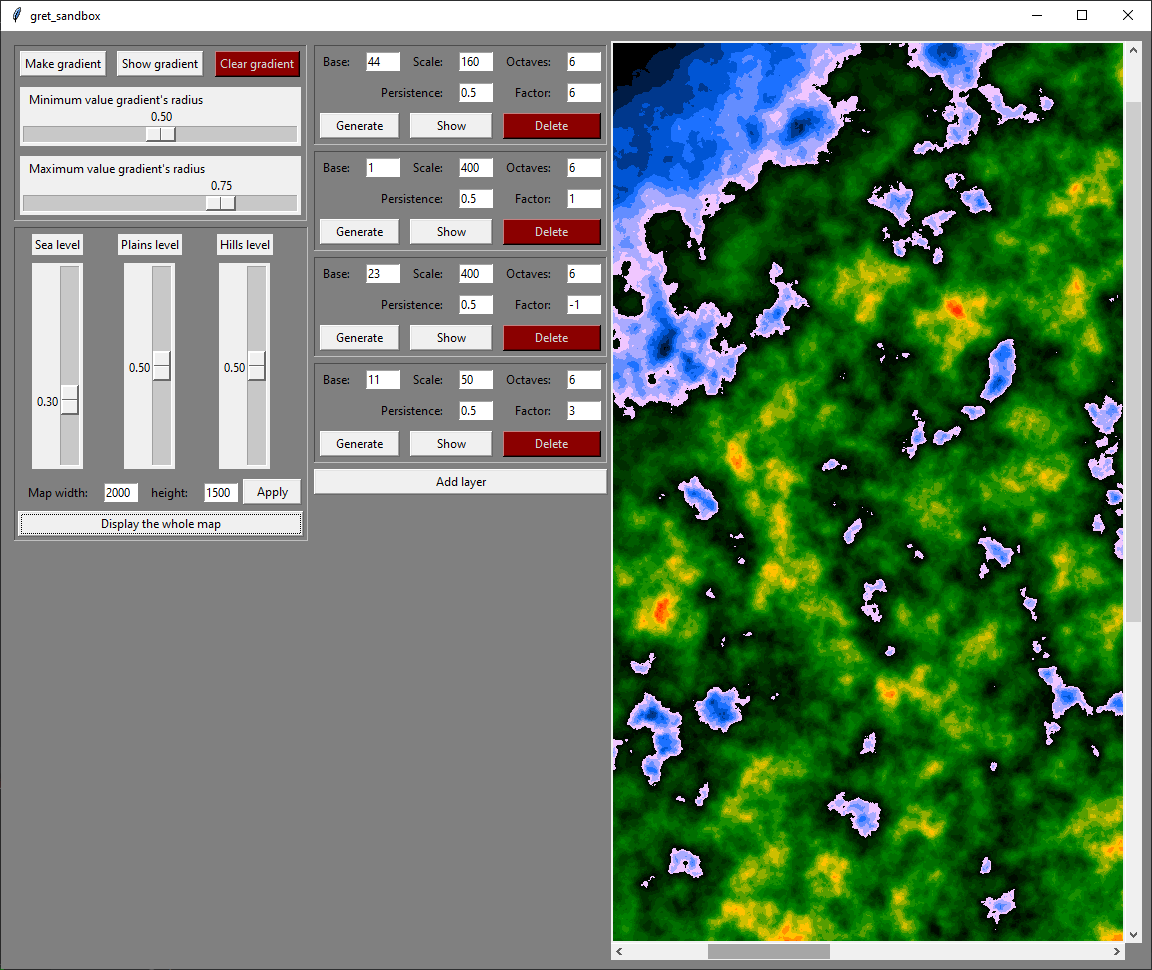 gret_sandbox
Make gradient Show gradient Clear gradient
Minimum value gradient's radius
0.50
Maximum value gradient's radius
0.75
Sea level Plains level Hills level
0.50 0.50
0.30
Map width: 2000 height: 1500 Apply
Display the whole map
Base: 44 Scale: 160 Octaves: 6
Persistence: 0.5 Factor: 6
Generate Show Delete
Base: 1 Scale: 400 Octaves: 6
Persistence: 0.5 Factor: 1
Generate Show Delete
Base: 23 Scale: 400 Octaves: 6
Persistence: 0.5 Factor: -1
Generate Show Delete
Base: 11 Scale: 50 Octaves: 6
Persistence: 0.5 Factor: 3
Generate Show Delete
Add layer